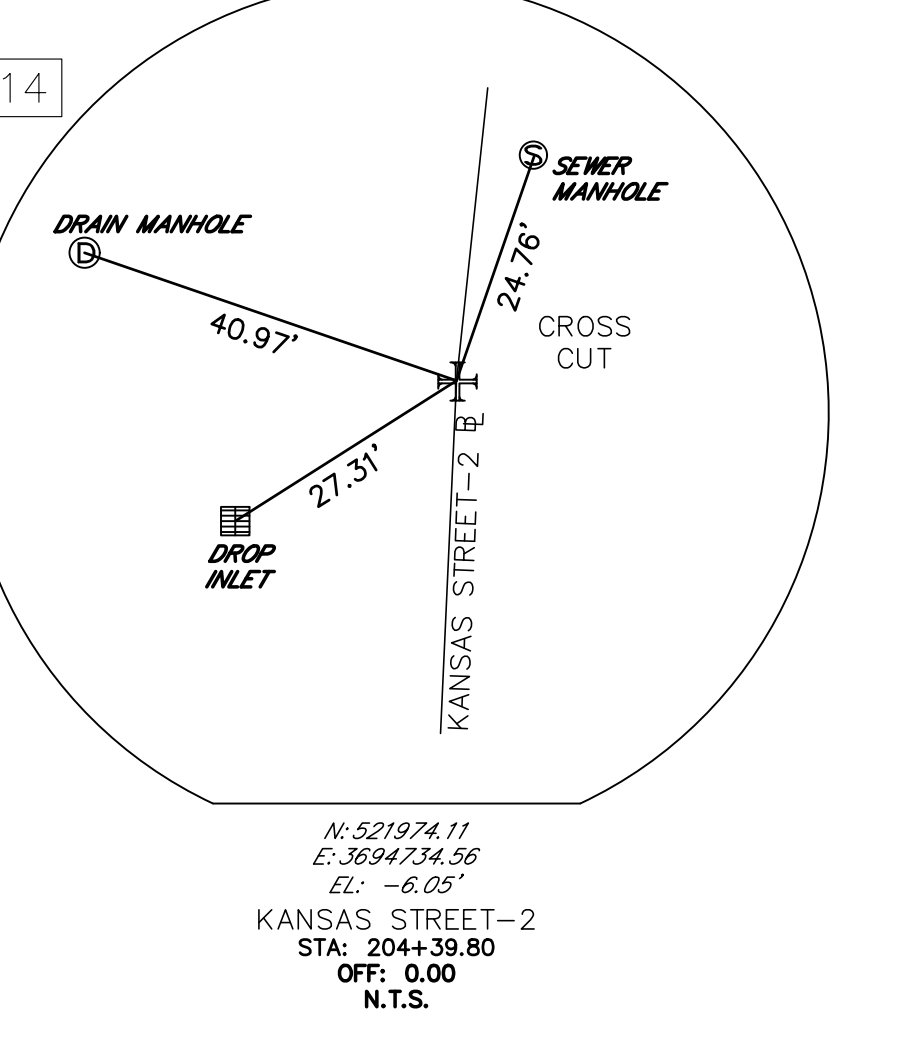 14
S
SEWER
MANHOLE
DRAIN MANHOLE
D
24.76'
40.97'
CROSS
CUT
27.31'
KANSAS STREET-2 BL
DROP
INLET
N: 521974.11
E: 3694734.56
EL: -6.05'
KANSAS STREET-2
STA: 204+39.80
OFF: 0.00
N.T.S.